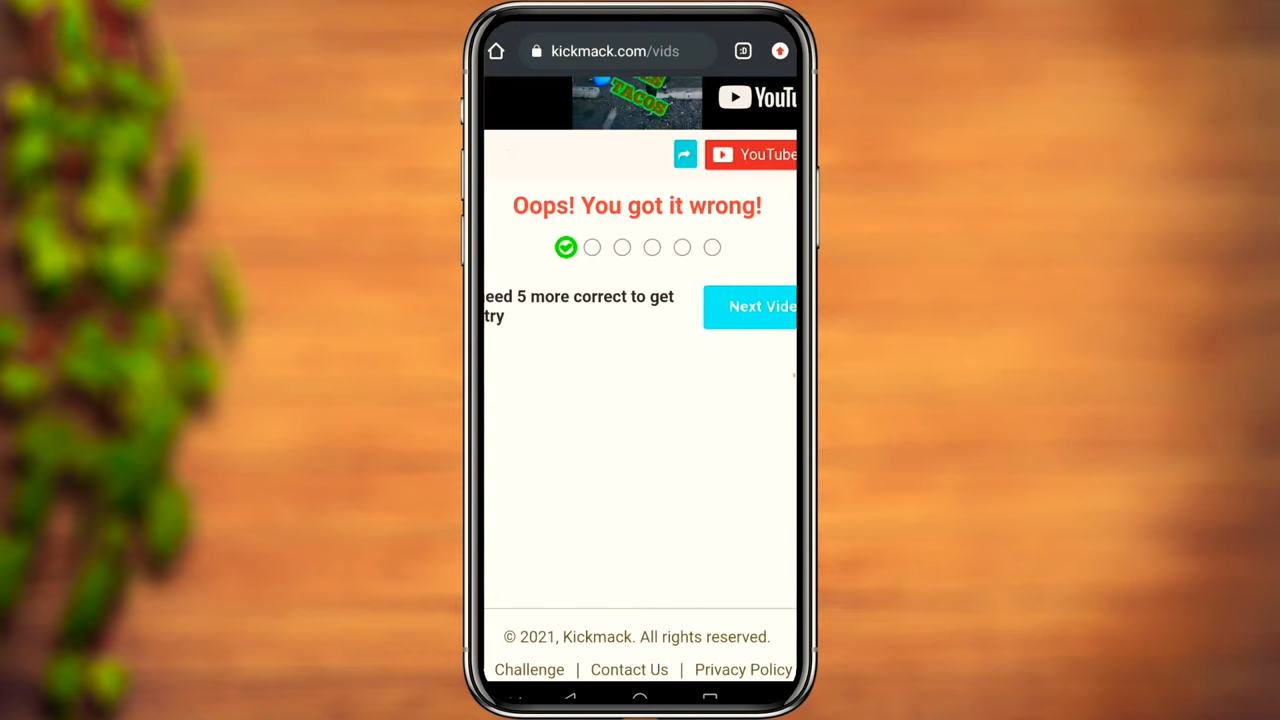 kickmack.com/vids
:D
TACOS
YouTu
YouTube
Oops! You got it wrong!
eed 5 more correct to get
try
Next Vide
© 2021, Kickmack. All rights reserved.
Challenge | Contact Us | Privacy Policy